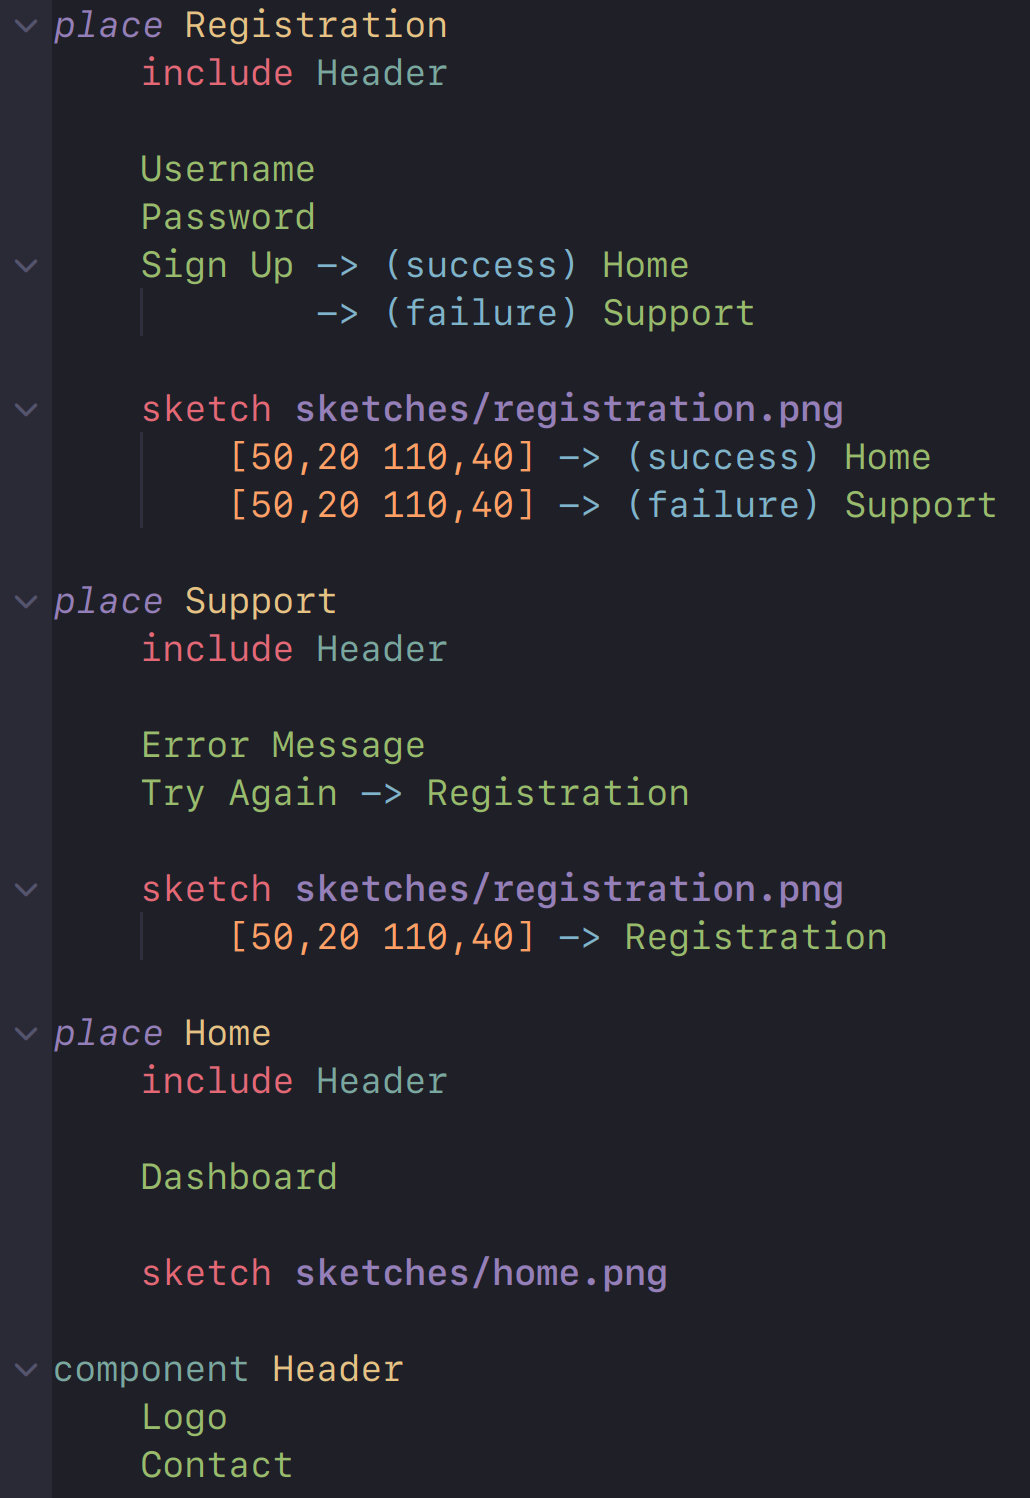 place Registration
include Header
Username
Password
Sign Up -> (success) Home
-> (failure) Support
sketch sketches/registration.png
[50,20 110,40] -> (success) Home
[50,20 110,40] -> (failure) Support
place Support
include Header
Error Message
Try Again -> Registration
sketch sketches/registration.png
[50,20 110,40] -> Registration
place Home
include Header
Dashboard
sketch sketches/home.png
component Header
Logo
Contact